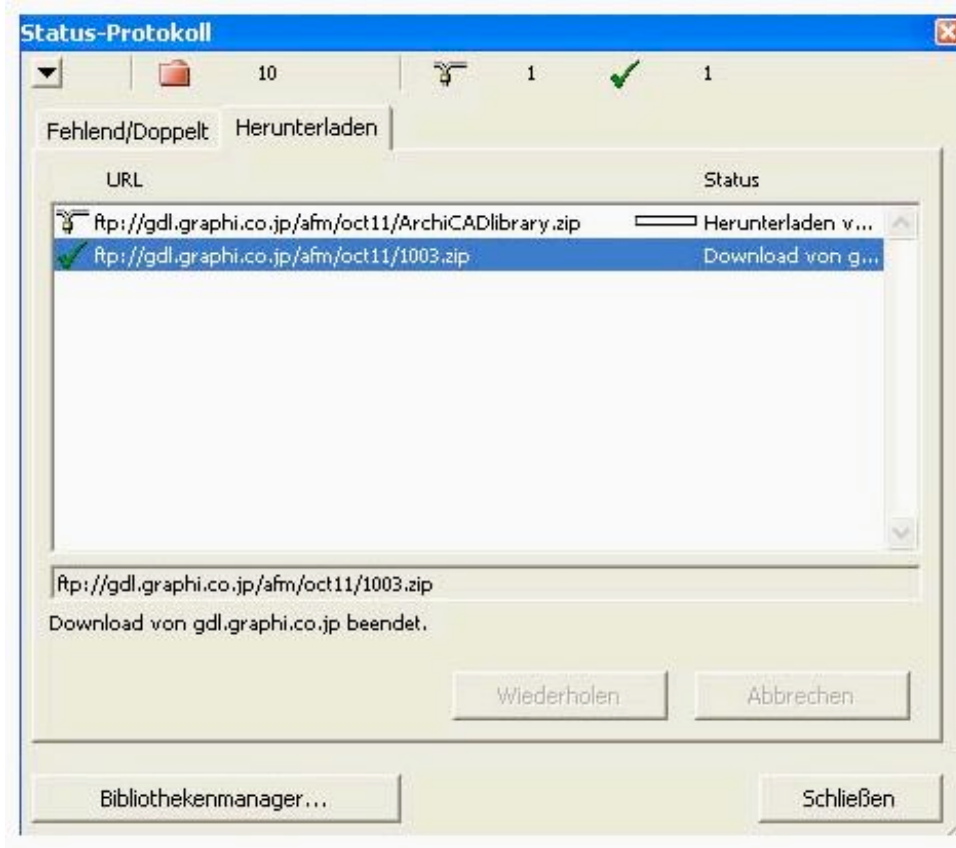 Status-Protokoll
10 1 1
Fehlend/Doppelt Herunterladen
URL Status
ftp://gdl.graphi.co.jp/afm/oct11/ArchiCADlibrary.zip Herunterladen v...
ftp://gdl.graphi.co.jp/afm/oct11/1003.zip Download von g...
ftp://gdl.graphi.co.jp/afm/oct11/1003.zip
Download von gdl.graphi.co.jp beendet.
Wiederholen Abbrechen
Bibliothekenmanager... Schließen